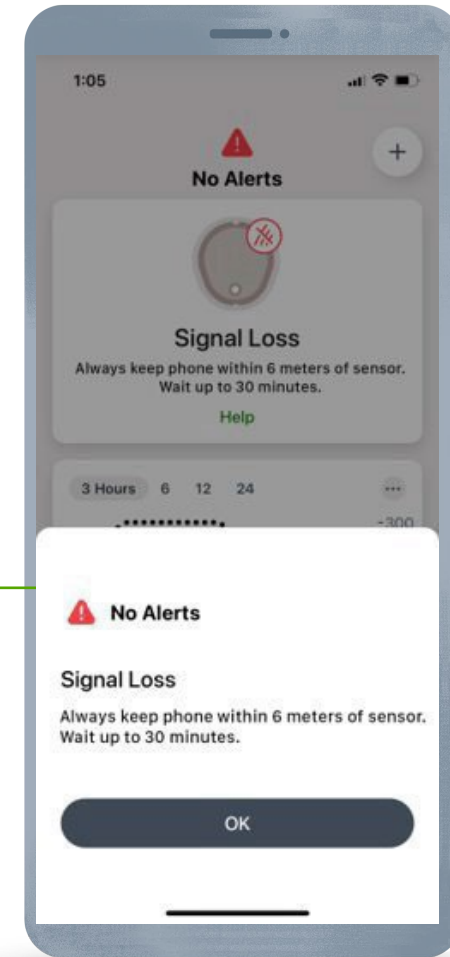 1:05
No Alerts
+
Signal Loss
Always keep phone within 6 meters of sensor.
Wait up to 30 minutes.
Help
3 Hours 6 12 24 ...
-300
No Alerts
Signal Loss
Always keep phone within 6 meters of sensor.
Wait up to 30 minutes.
OK